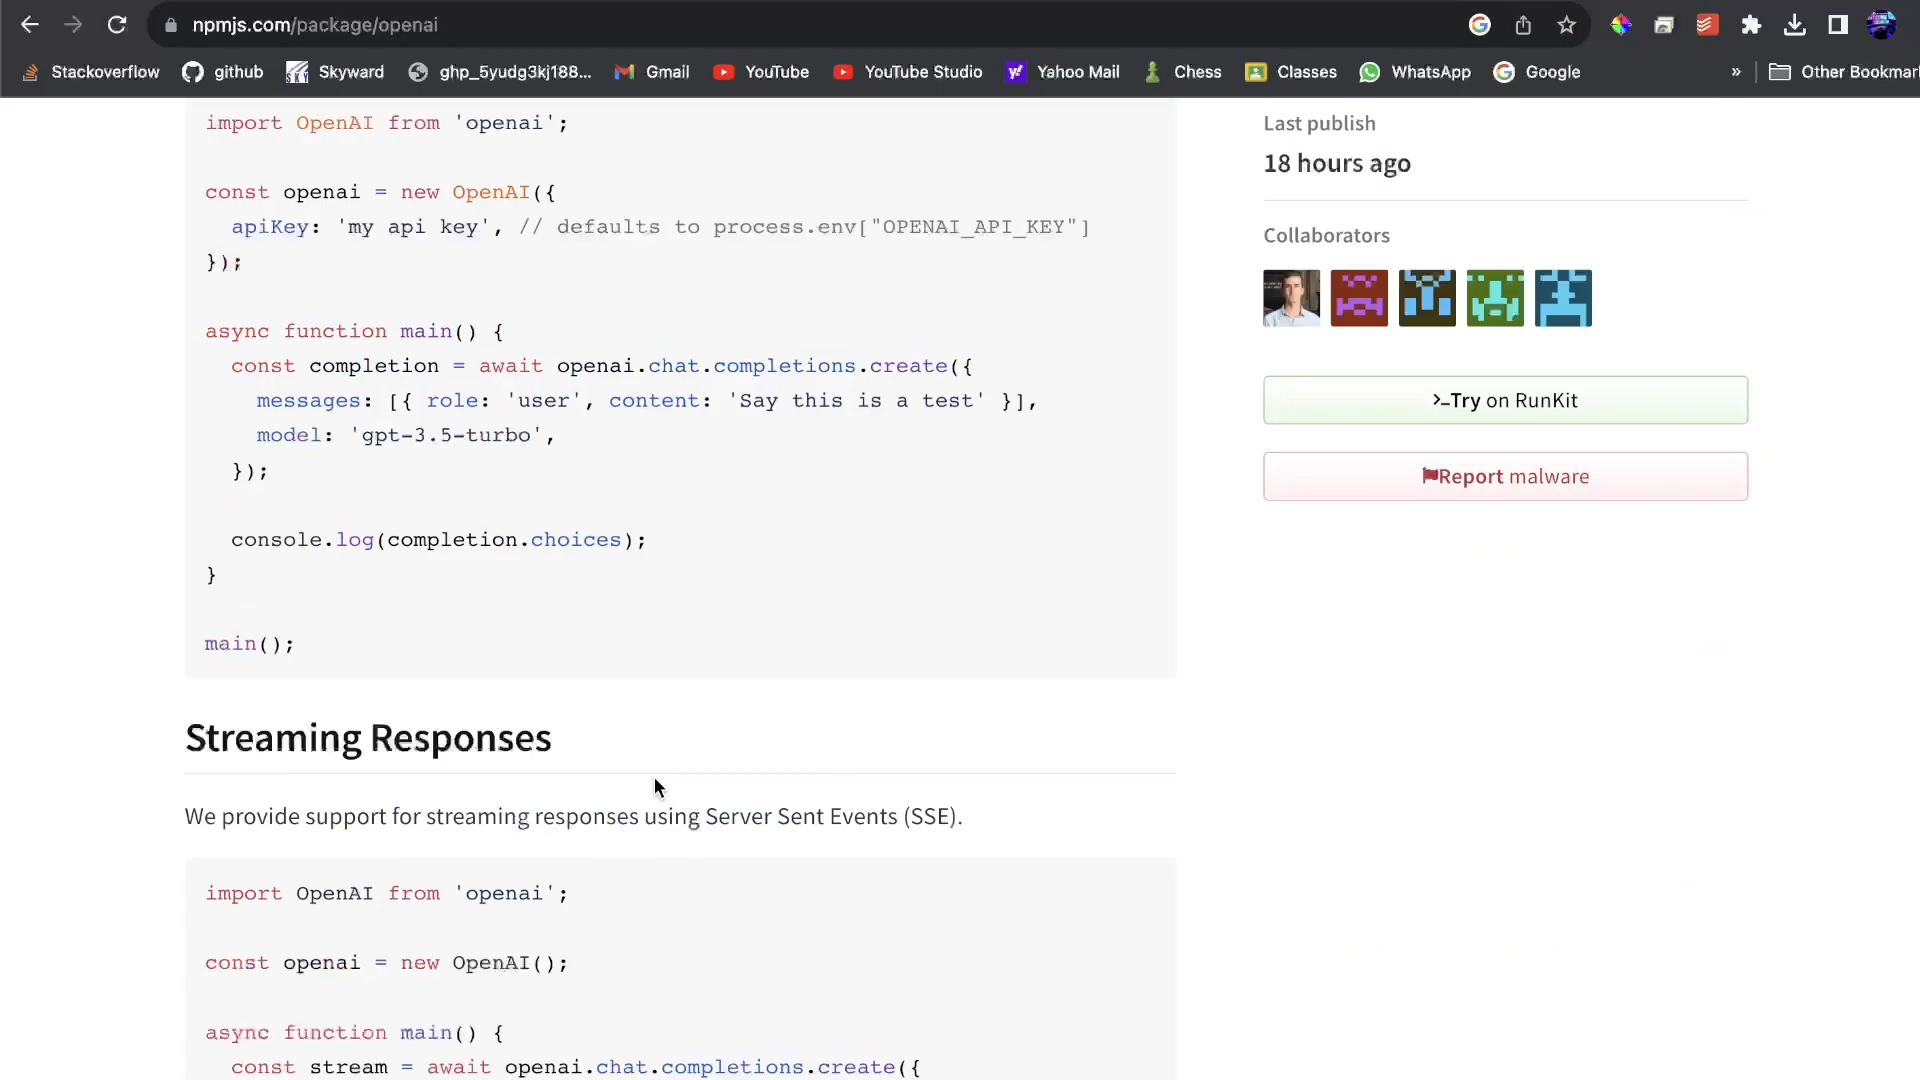 npmjs.com/package/openai
Stackoverflow github Skyward ghp_5yudg3kj188... Gmail YouTube YouTube Studio Yahoo Mail Chess Classes WhatsApp Google » Other Bookmar
import OpenAI from 'openai';
const openai = new OpenAI({
apiKey: 'my api key', // defaults to process.env["OPENAI_API_KEY"]
});
async function main() {
const completion = await openai.chat.completions.create({
messages: [{ role: 'user', content: 'Say this is a test' }],
model: 'gpt-3.5-turbo',
});
console.log(completion.choices);
}
main();
Streaming Responses
We provide support for streaming responses using Server Sent Events (SSE).
import OpenAI from 'openai';
const openai = new OpenAI();
async function main() {
const stream = await openai.chat.completions.create({
Last publish
18 hours ago
Collaborators
Try on RunKit
Report malware